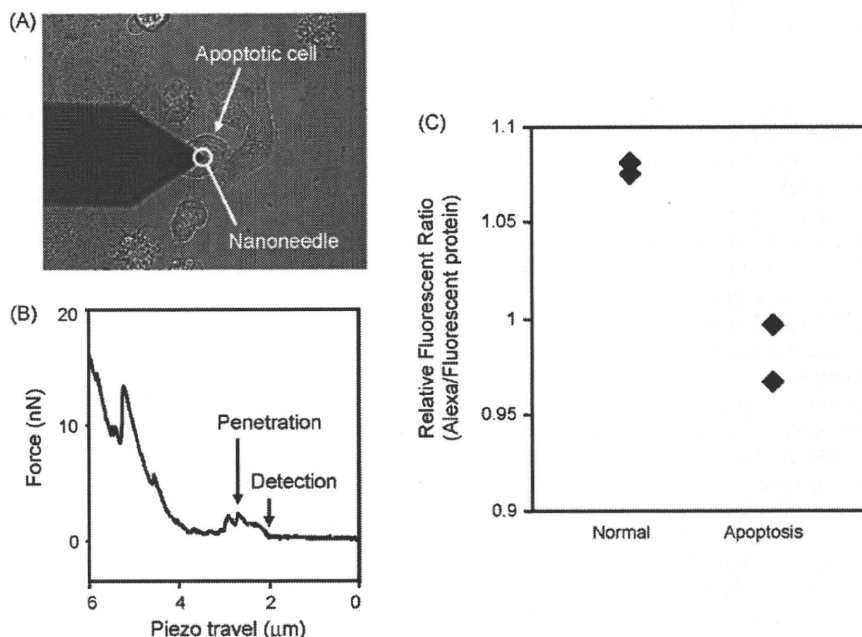 (A)
Apoptotic cell
Nanoneedle
(B)
20
10
0
Force (nN)
Penetration
Detection
6
4
2
0
Piezo travel (μm)
(C)
1.1
1.05
1
0.95
0.9
Relative Fluorescent Ratio
(Alexa/Fluorescent protein)
Normal
Apoptosis